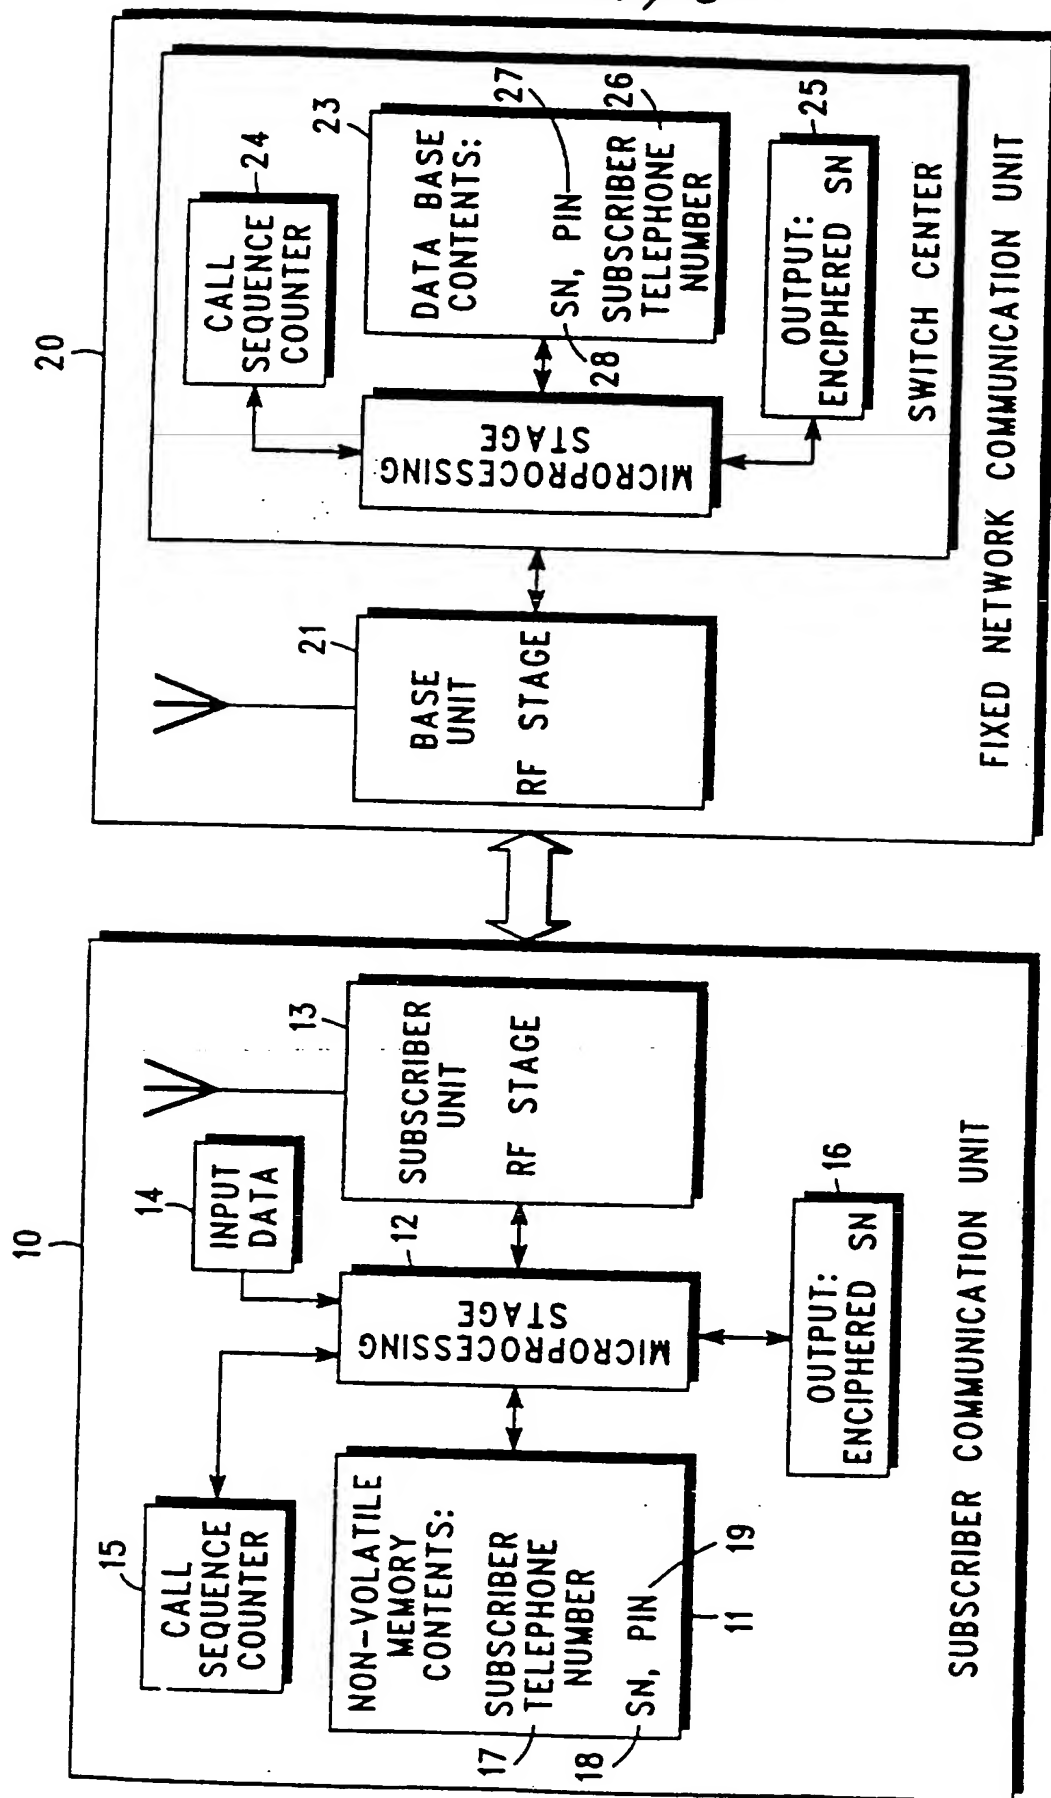 10
15
CALL
SEQUENCE
COUNTER
14
INPUT
DATA
NON-VOLATILE
MEMORY
CONTENTS:
SUBSCRIBER
17
TELEPHONE
NUMBER
18
SN, PIN
19
11
12
MICROPROCESSING
STAGE
13
SUBSCRIBER
UNIT
RF STAGE
16
OUTPUT:
ENCIPHERED SN
SUBSCRIBER COMMUNICATION UNIT
20
21
BASE
UNIT
RF STAGE
24
CALL
SEQUENCE
COUNTER
MICROPROCESSING
STAGE
23
DATA BASE
CONTENTS:
27
SN, PIN
28
SUBSCRIBER
26
TELEPHONE
NUMBER
25
OUTPUT:
ENCIPHERED SN
SWITCH CENTER
FIXED NETWORK COMMUNICATION UNIT